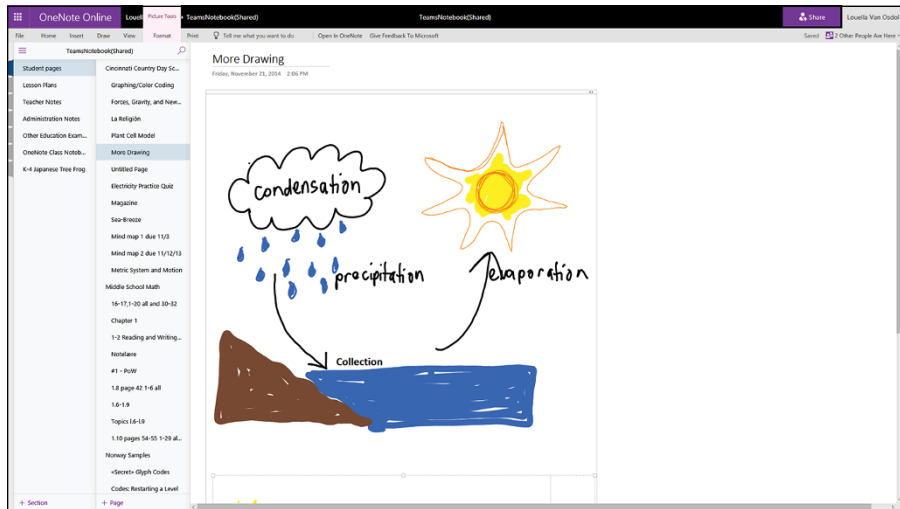 OneNote Online
Louell
Picture Tools
TeamsNotebook(Shared)
TeamsNotebook(Shared)
Share
Louella Van Osdol
File Home Insert Draw View Format Print Tell me what you want to do Open In OneNote Give Feedback To Microsoft Saved 2 Other People Are Here
TeamsNotebook(Shared)
Student pages
Lesson Plans
Teacher Notes
Administration Notes
Other Education Exam...
OneNote Class Noteb...
K-4 Japanese Tree Frog
+ Section
Cincinnati Country Day Sc...
Graphing/Color Coding
Forces, Gravity, and New...
La Religión
Plant Cell Model
More Drawing
Untitled Page
Electricity Practice Quiz
Magazine
Sea-Breeze
Mind map 1 due 11/3
Mind map 2 due 11/12/13
Metric System and Motion
Middle School Math
16-17,1-20 all and 30-32
Chapter 1
1-2 Reading and Writing...
#1 - PoW
1.8 page 42 1-6 all
1.6-1.9
Topics 1.6-1.9
1.10 pages 54-55 1-29 al...
Norway Samples
<Secret> Glyph Codes
Codes: Restarting a Level
+ Page
More Drawing
Friday, November 21, 2014 2:06 PM
condensation
precipitation
evaporation
Collection